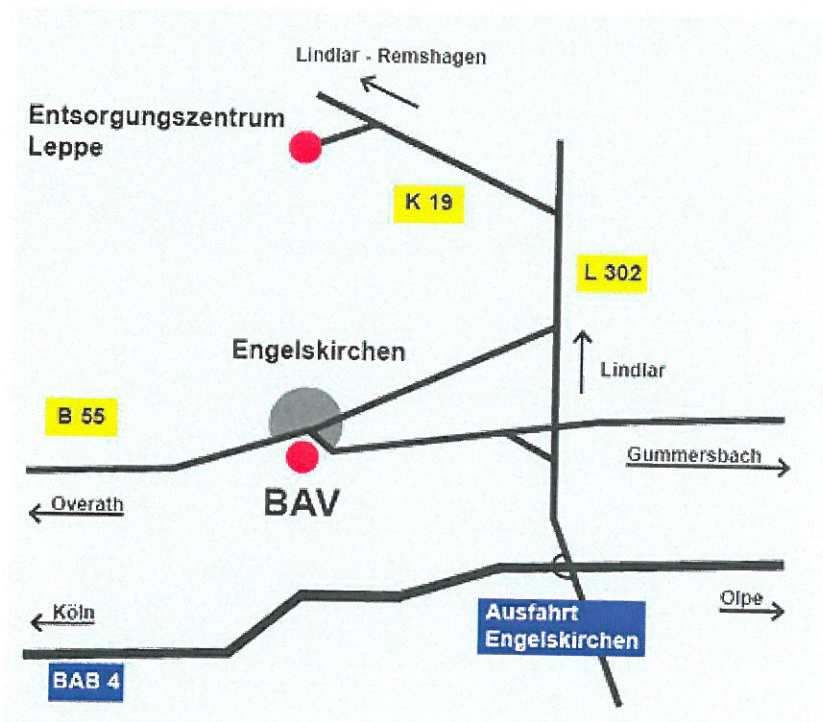 Lindlar - Remshagen
Entsorgungszentrum
Leppe
K 19
L 302
Engelskirchen
Lindlar
B 55
Gummersbach
Overath
BAV
Köln
Ausfahrt
Engelskirchen
Olpe
BAB 4